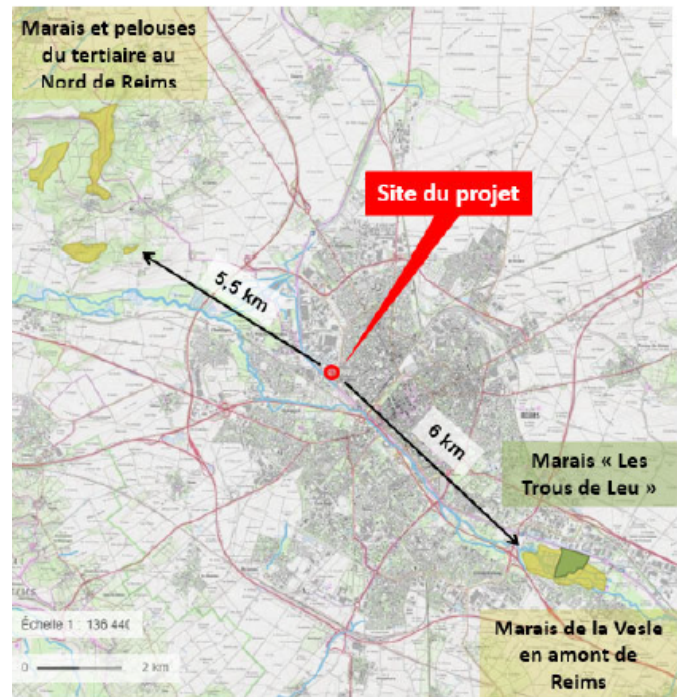 Marais et pelouses
du tertiaire au
Nord de Reims
Site du projet
5,5 km
6 km
REIMS
Marais « Les
Trous de Leu »
Marais de la Vesle
en amont de
Reims
Échelle 1 : 136 440
0 2 km